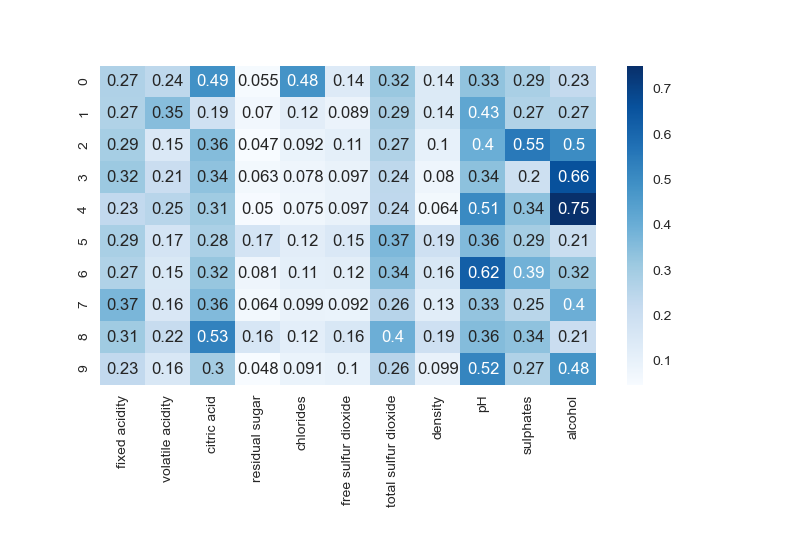 0 0.27 0.24 0.49 0.055 0.48 0.14 0.32 0.14 0.33 0.29 0.23
1 0.27 0.35 0.19 0.07 0.12 0.089 0.29 0.14 0.43 0.27 0.27
2 0.29 0.15 0.36 0.047 0.092 0.11 0.27 0.1 0.4 0.55 0.5
3 0.32 0.21 0.34 0.063 0.078 0.097 0.24 0.08 0.34 0.2 0.66
4 0.23 0.25 0.31 0.05 0.075 0.097 0.24 0.064 0.51 0.34 0.75
5 0.29 0.17 0.28 0.17 0.12 0.15 0.37 0.19 0.36 0.29 0.21
6 0.27 0.15 0.32 0.081 0.11 0.12 0.34 0.16 0.62 0.39 0.32
7 0.37 0.16 0.36 0.064 0.099 0.092 0.26 0.13 0.33 0.25 0.4
8 0.31 0.22 0.53 0.16 0.12 0.16 0.4 0.19 0.36 0.34 0.21
9 0.23 0.16 0.3 0.048 0.091 0.1 0.26 0.099 0.52 0.27 0.48
fixed acidity
volatile acidity
citric acid
residual sugar
chlorides
free sulfur dioxide
total sulfur dioxide
density
pH
sulphates
alcohol
0.7
0.6
0.5
0.4
0.3
0.2
0.1